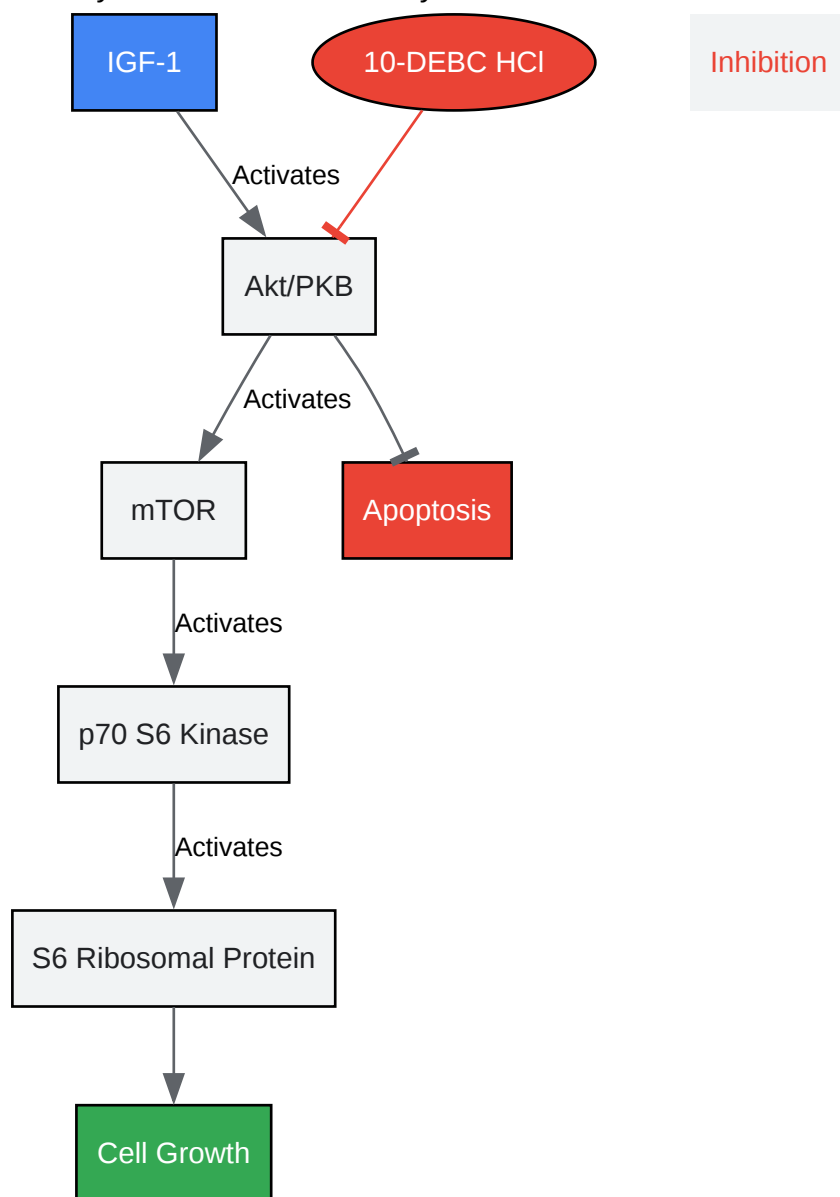 IGF-1
10-DEBC HCl
Inhibition
Activates
Akt/PKB
Activates
mTOR
Apoptosis
Activates
p70 S6 Kinase
Activates
S6 Ribosomal Protein
Cell Growth